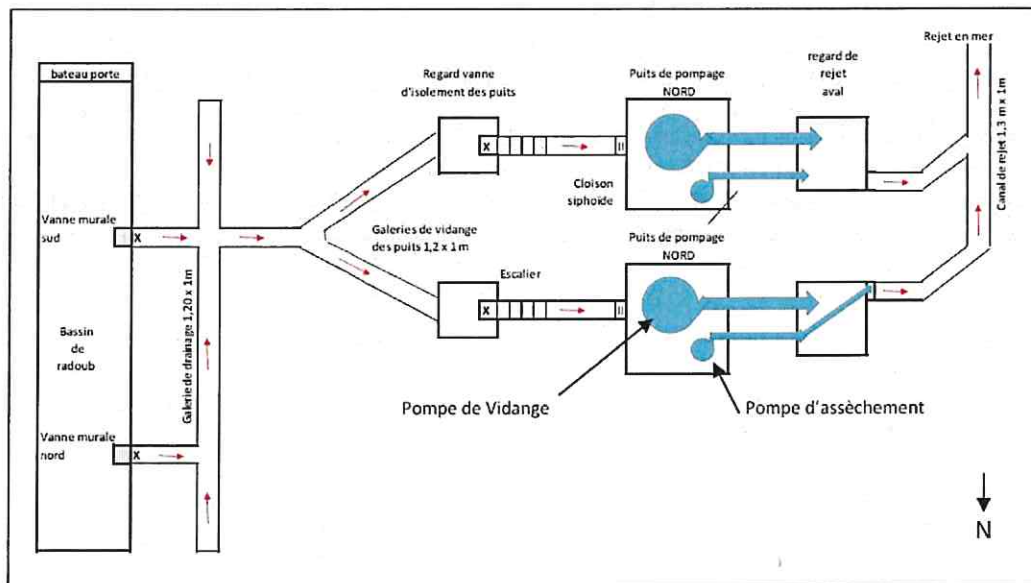 bateau porte
Vanne murale
sud
Bassin
de
radoub
Vanne murale
nord
X
X
Galerie de drainage 1,20 x 1m
Regard vanne
d'isolement des puits
X
Galeries de vidange
des puits 1,2 x 1 m
Escalier
X
Puits de pompage
NORD
Cloison
siphoïde
Puits de pompage
NORD
Pompe de Vidange
Pompe d'assèchement
regard de
rejet
aval
Rejet en mer
Canal de rejet 1,3 m x 1m
N